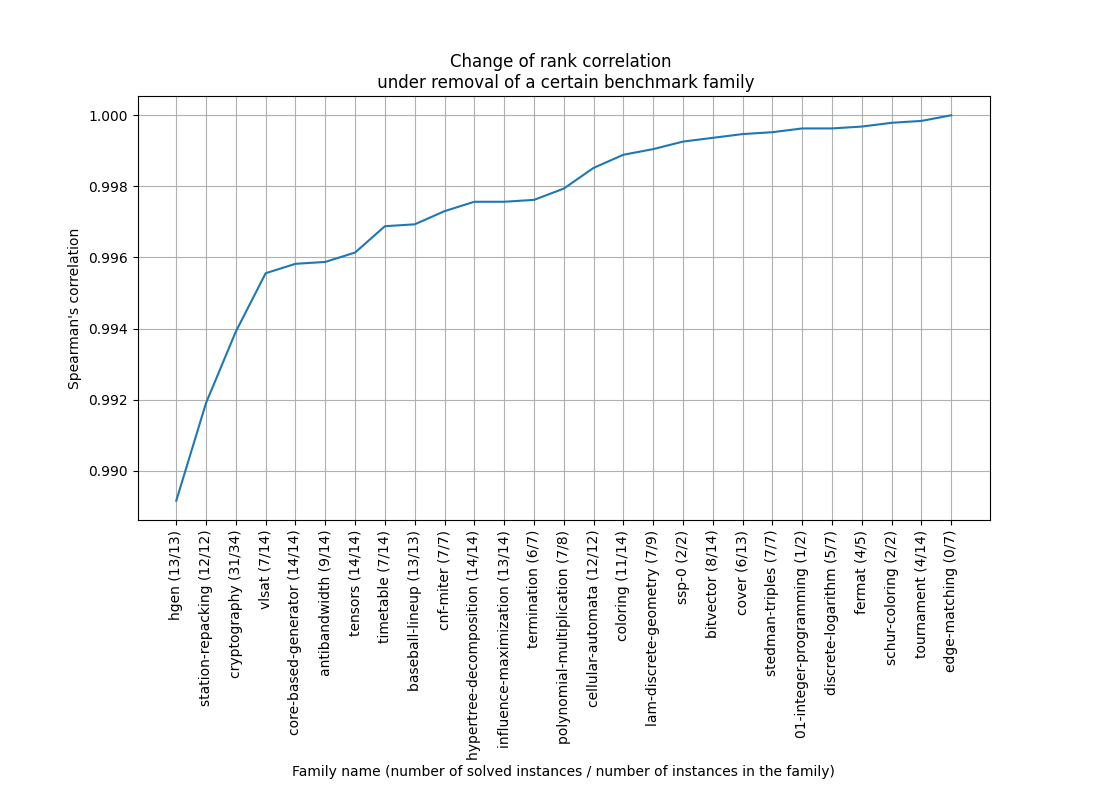 Change of rank correlation
under removal of a certain benchmark family
1.000
0.998
0.996
0.994
0.992
0.990
Spearman's correlation
hgen (13/13)
station-repacking (12/12)
cryptography (31/34)
vlsat (7/14)
core-based-generator (14/14)
antibandwidth (9/14)
tensors (14/14)
timetable (7/14)
baseball-lineup (13/13)
cnf-miter (7/7)
hypertree-decomposition (14/14)
influence-maximization (13/14)
termination (6/7)
polynomial-multiplication (7/8)
cellular-automata (12/12)
coloring (11/14)
lam-discrete-geometry (7/9)
ssp-0 (2/2)
bitvector (8/14)
cover (6/13)
stedman-triples (7/7)
01-integer-programming (1/2)
discrete-logarithm (5/7)
fermat (4/5)
schur-coloring (2/2)
tournament (4/14)
edge-matching (0/7)
Family name (number of solved instances / number of instances in the family)